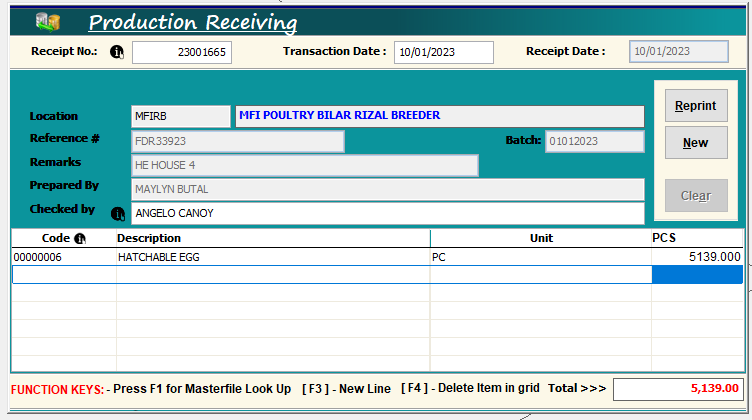 Production Receiving
Receipt No.: 23001665 Transaction Date : 10/01/2023 Receipt Date : 10/01/2023
Location MFIRB MFI POULTRY BILAR RIZAL BREEDER
Reprint
Reference # FDR33923 Batch: 01012023
New
Remarks HE HOUSE 4
Prepared By MAYLYN BUTAL
Clear
Checked by ANGELO CANOY
Code Description Unit PCS
00000006 HATCHABLE EGG PC 5139.000
FUNCTION KEYS: - Press F1 for Masterfile Look Up [ F3 ] - New Line [ F4 ] - Delete Item in grid Total >>> 5,139.00